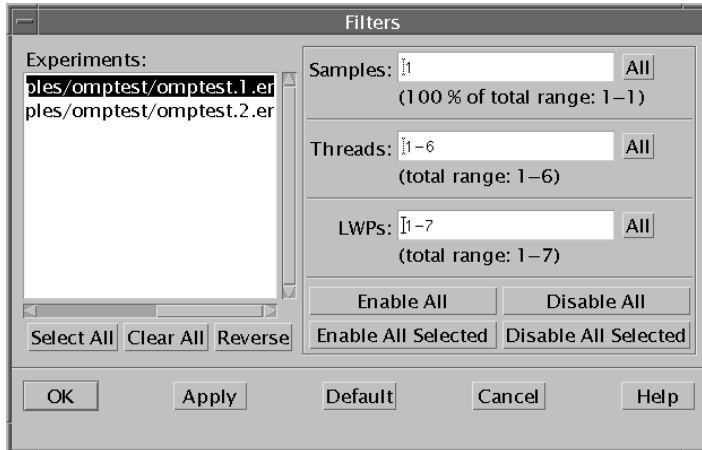 Filters
Experiments:
ples/omptest/omptest.1.er
ples/omptest/omptest.2.er
Select All Clear All Reverse
Samples: 1 All
(100 % of total range: 1–1)
Threads: 1–6 All
(total range: 1–6)
LWPs: 1–7 All
(total range: 1–7)
Enable All Disable All
Enable All Selected Disable All Selected
OK Apply Default Cancel Help